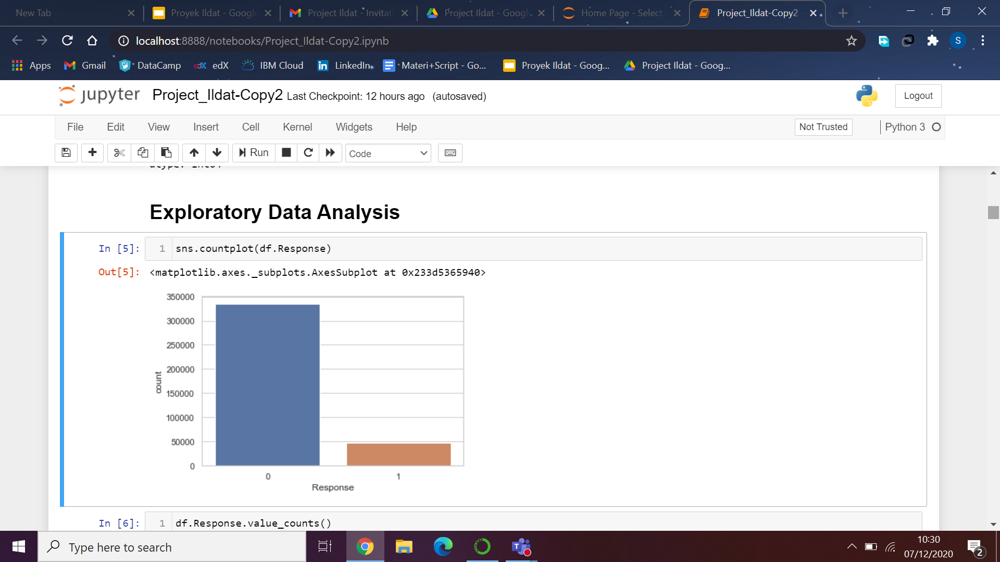 New Tab
Proyek Ildat - Google
Project Ildat - Invitat
Project Ildat - Google
Home Page - Select
Project_Ildat-Copy2 -
localhost:8888/notebooks/Project_Ildat-Copy2.ipynb
S
Apps
Gmail
DataCamp
edX
edX
IBM Cloud
in
LinkedIn
Materi+Script - Go...
Proyek Ildat - Goog...
Project Ildat - Goog...
jupyter
Project_Ildat-Copy2 Last Checkpoint: 12 hours ago (autosaved)
Logout
File
Edit
View
Insert
Cell
Kernel
Widgets
Help
Not Trusted
Python 3
Run
Code
Exploratory Data Analysis
In [5]:
1 sns.countplot(df.Response)
Out[5]: <matplotlib.axes._subplots.AxesSubplot at 0x233d5365940>
350000
300000
250000
200000
150000
100000
50000
0
count
0
1
Response
In [6]:
1 df.Response.value_counts()
Type here to search
T
10:30
07/12/2020
2